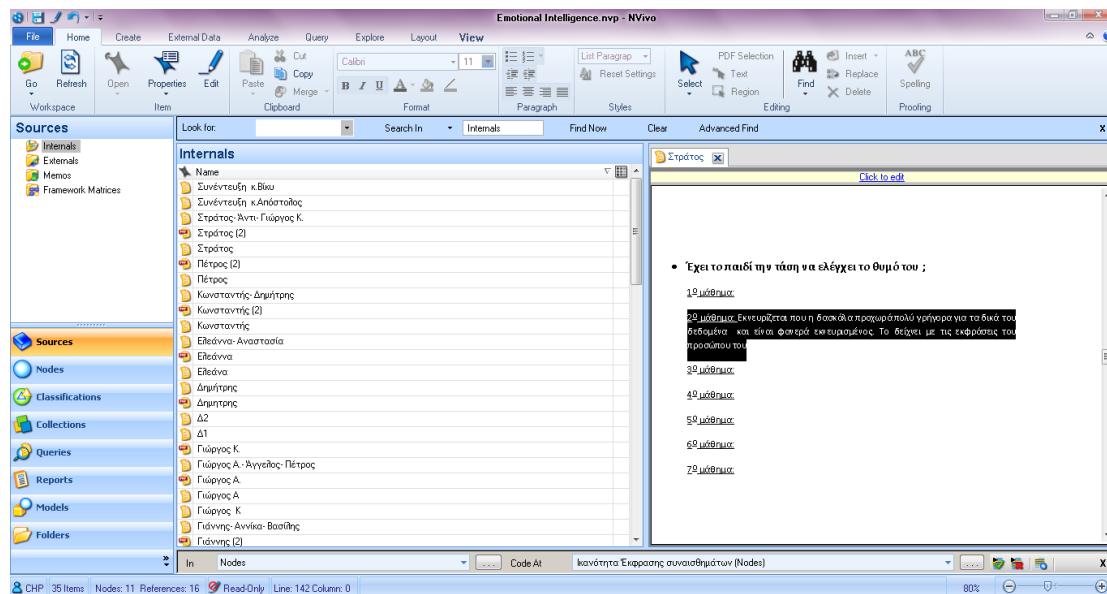 Emotional Intelligence.nvp - NVivo
File Home Create External Data Analyze Query Explore Layout View
Go Refresh Open Properties Edit Paste Cut Copy Merge
Calibri 11
B I U A
List Paragrap
Reset Settings
Select PDF Selection Text Region Find Insert Replace Delete ABC Spelling
Workspace Item Clipboard Format Paragraph Styles Editing Proofing
Sources
Internals
Externals
Memos
Framework Matrices
Sources
Nodes
Classifications
Collections
Queries
Reports
Models
Folders
Look for: Search In Internals Find Now Clear Advanced Find x
Internals
Name
Συνέντευξη κ.Βίκυ
Συνέντευξη κ.Απόστολος
Στράτος- Άντι- Γιώργος Κ.
Στράτος (2)
Στράτος
Πέτρος (2)
Πέτρος
Κωνσταντής- Δημήτρης
Κωνσταντής (2)
Κωνσταντής
Ελεάννα- Αναστασία
Ελεάννα
Ελεάνα
Δημήτρης
Δημητρης
Δ2
Δ1
Γιώργος Κ.
Γιώργος Α.- Άγγελος- Πέτρος
Γιώργος Α.
Γιώργος Α
Γιώργος Κ
Γιάννης- Αννίκα- Βασίλης
Γιάννης (2)
Στράτος
Click to edit
• Έχει το παιδί την τάση να ελέγχει το θυμό του ;
1º μάθημα:
2º μάθημα: Εκνευρίζεται που η δασκάλα προχωρά πολύ γρήγορα για τα δικά του
δεδομένα και είναι φανερά εκνευρισμένος. Το δείχνει με τις εκφράσεις του
προσώπου του
3º μάθημα:
4º μάθημα:
5º μάθημα:
6º μάθημα:
7º μάθημα:
In Nodes ... Code At Ικανότητα Έκφρασης συναισθημάτων (Nodes) ... x
CHP 35 Items Nodes: 11 References: 16 Read-Only Line: 142 Column: 0 80%